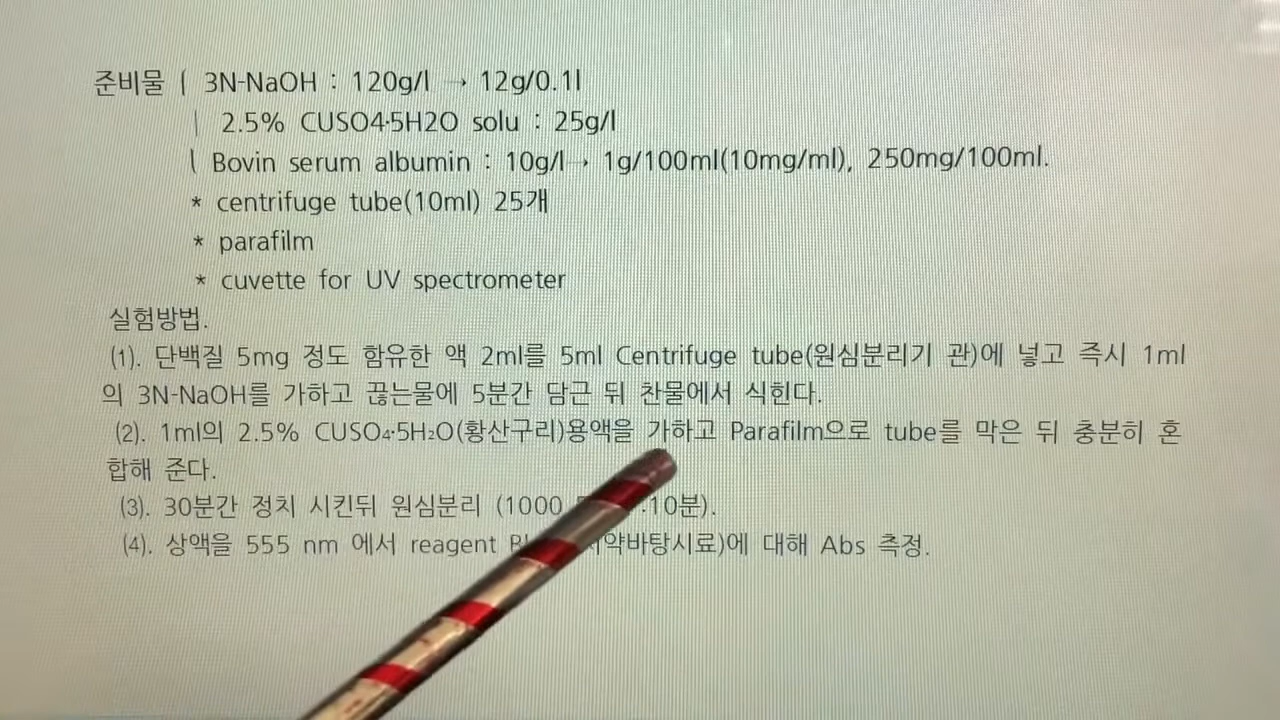 준비물 ⎧ 3N-NaOH : 120g/l → 12g/0.1l
| 2.5% CUSO4·5H2O solu : 25g/l
⎩ Bovin serum albumin : 10g/l → 1g/100ml(10mg/ml), 250mg/100ml.
* centrifuge tube(10ml) 25개
* parafilm
* cuvette for UV spectrometer
실험방법.
(1). 단백질 5mg 정도 함유한 액 2ml를 5ml Centrifuge tube(원심분리기 관)에 넣고 즉시 1ml
의 3N-NaOH를 가하고 끊는물에 5분간 담근 뒤 찬물에서 식힌다.
(2). 1ml의 2.5% CUSO₄·5H₂O(황산구리)용액을 가하고 Parafilm으로 tube를 막은 뒤 충분히 혼
합해 준다.
(3). 30분간 정치 시킨뒤 원심분리 (1000 10분).
(4). 상액을 555 nm 에서 reagent 약바탕시료)에 대해 Abs 측정.